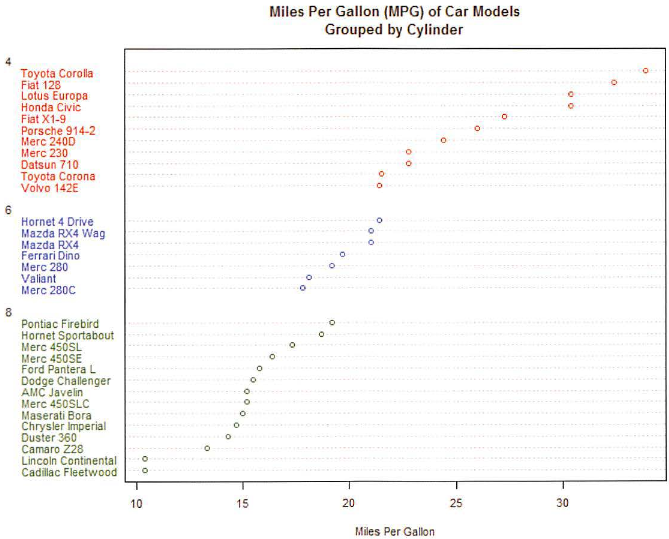 Miles Per Gallon (MPG) of Car Models
Grouped by Cylinder
4
Toyota Corolla
Fiat 128
Lotus Europa
Honda Civic
Fiat X1-9
Porsche 914-2
Merc 240D
Merc 230
Datsun 710
Toyota Corona
Volvo 142E
6
Hornet 4 Drive
Mazda RX4 Wag
Mazda RX4
Ferrari Dino
Merc 280
Valiant
Merc 280C
8
Pontiac Firebird
Hornet Sportabout
Merc 450SL
Merc 450SE
Ford Pantera L
Dodge Challenger
AMC Javelin
Merc 450SLC
Maserati Bora
Chrysler Imperial
Duster 360
Camaro Z28
Lincoln Continental
Cadillac Fleetwood
10 15 20 25 30
Miles Per Gallon